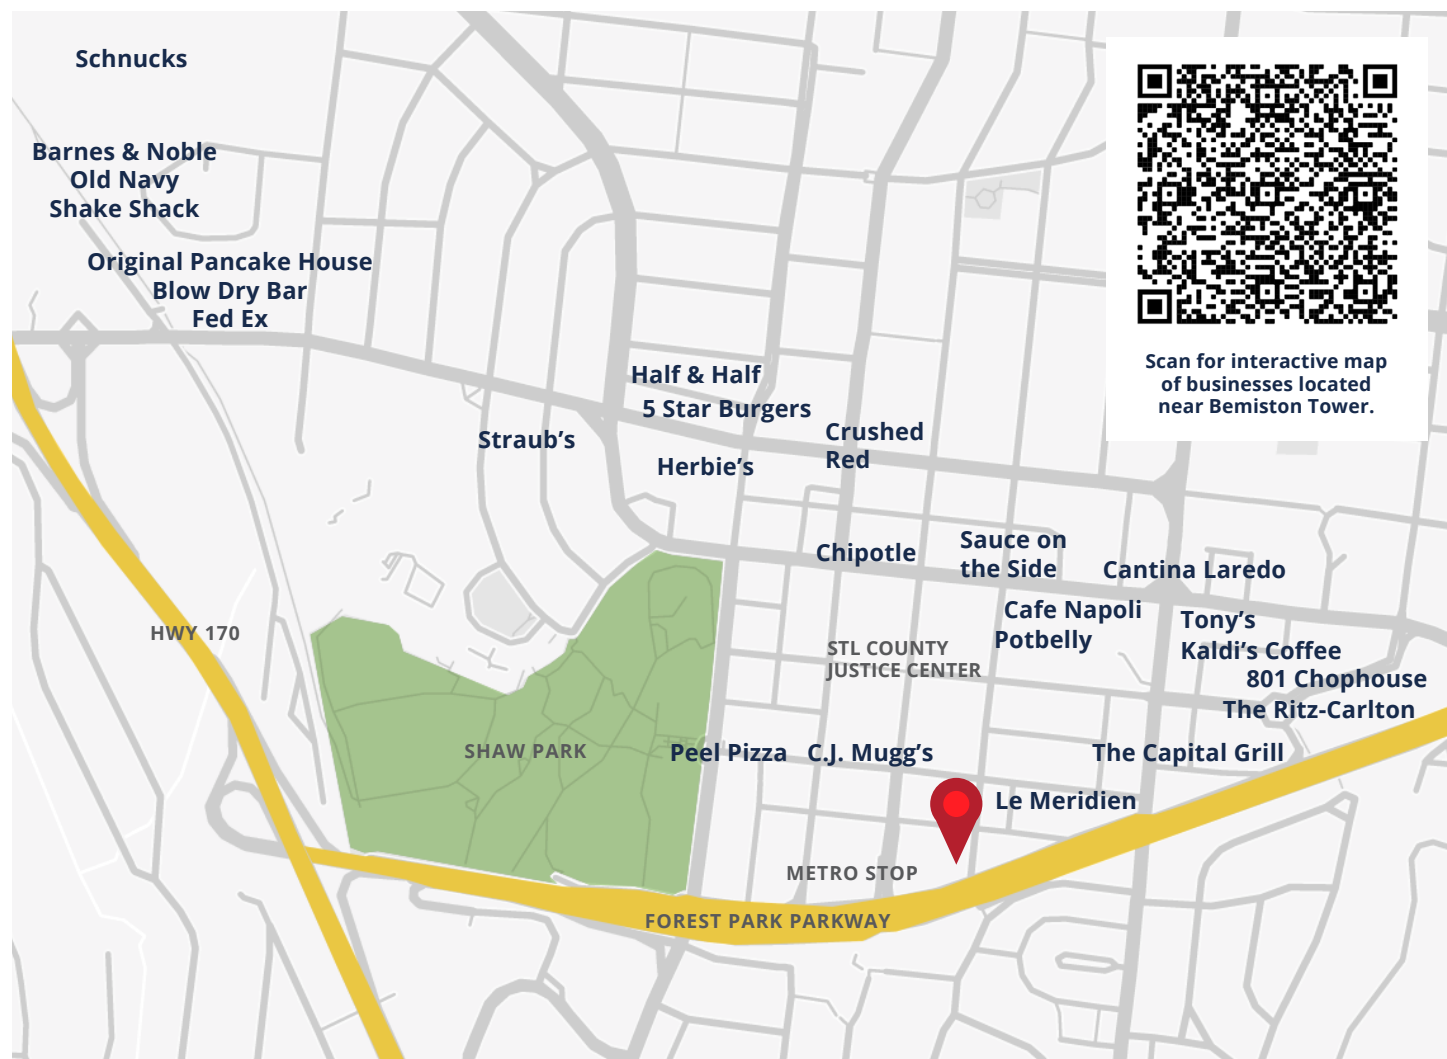 Schnucks
Barnes & Noble
Old Navy
Shake Shack
Original Pancake House
Blow Dry Bar
Fed Ex
Scan for interactive map
of businesses located
near Bemiston Tower.
Half & Half
5 Star Burgers
Straub’s
Herbie’s
Crushed
Red
Chipotle
Sauce on
the Side
Cantina Laredo
Cafe Napoli
Potbelly
Tony’s
Kaldi’s Coffee
801 Chophouse
The Ritz-Carlton
HWY 170
STL COUNTY
JUSTICE CENTER
SHAW PARK
Peel Pizza
C.J. Mugg’s
The Capital Grill
Le Meridien
METRO STOP
FOREST PARK PARKWAY